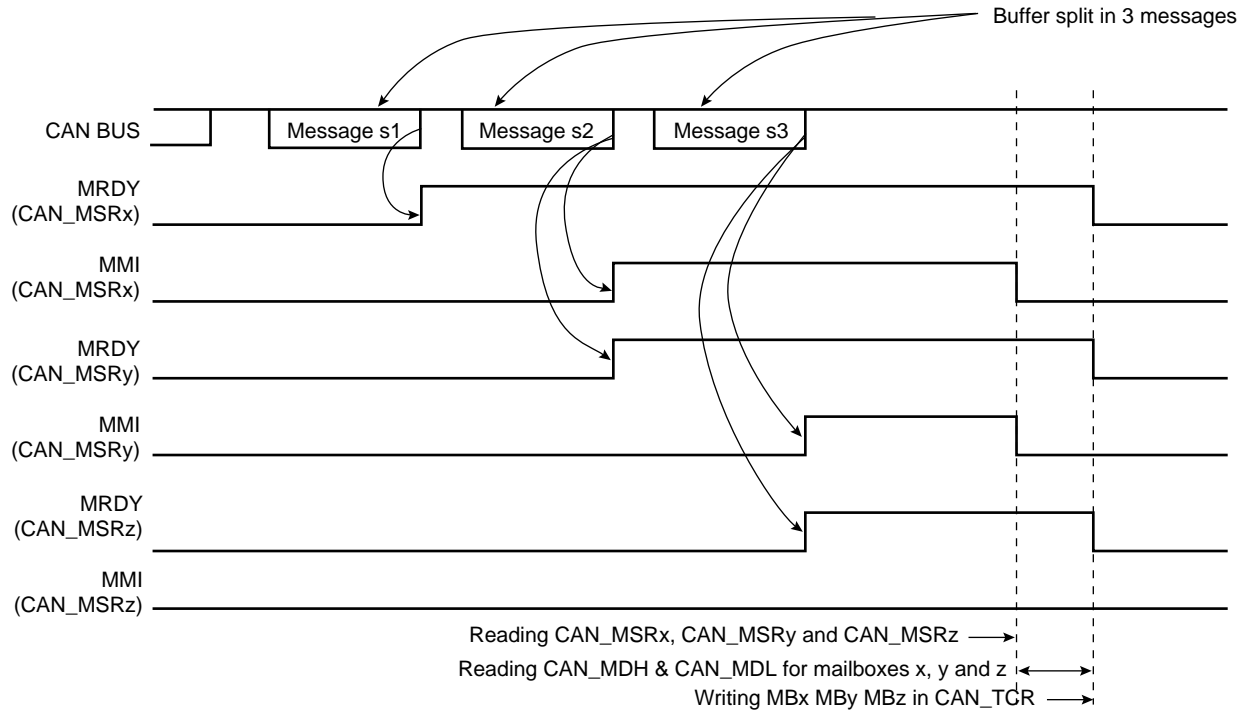 Buffer split in 3 messages
CAN BUS
Message s1
Message s2
Message s3
MRDY
(CAN_MSRx)
MMI
(CAN_MSRx)
MRDY
(CAN_MSRy)
MMI
(CAN_MSRy)
MRDY
(CAN_MSRz)
MMI
(CAN_MSRz)
Reading CAN_MSRx, CAN_MSRy and CAN_MSRz
Reading CAN_MDH & CAN_MDL for mailboxes x, y and z
Writing MBx MBy MBz in CAN_TCR